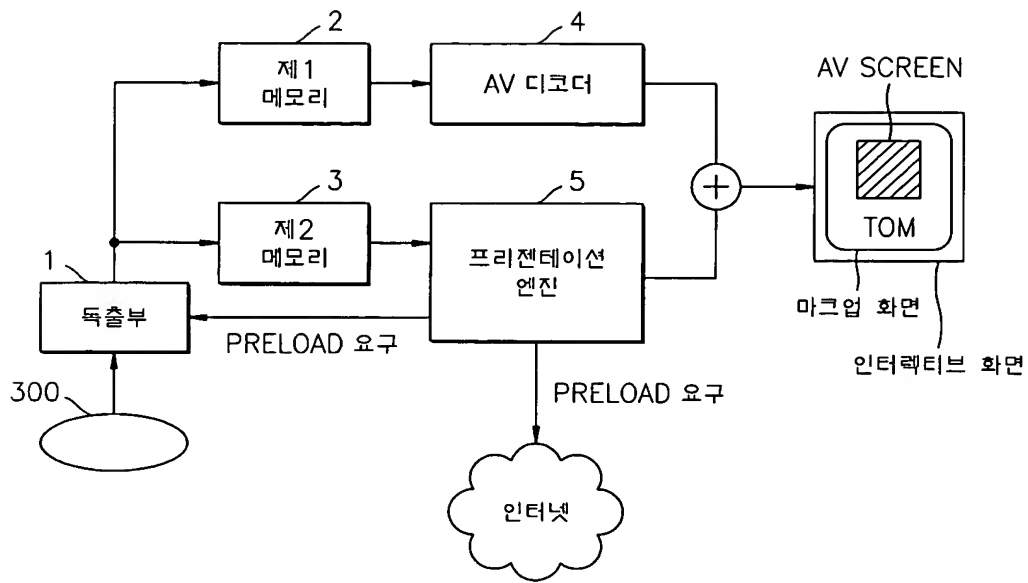 2
4
제1
메모리
AV 디코더
AV SCREEN
3
5
제2
메모리
프리젠테이션
엔진
TOM
1
독출부
PRELOAD 요구
마크업 화면
인터렉티브 화면
300
PRELOAD 요구
인터넷